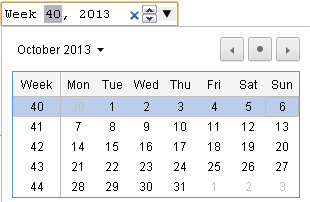 Week 40, 2013
October 2013
Week Mon Tue Wed Thu Fri Sat Sun
40 30 1 2 3 4 5 6
41 7 8 9 10 11 12 13
42 14 15 16 17 18 19 20
43 21 22 23 24 25 26 27
44 28 29 30 31 1 2 3